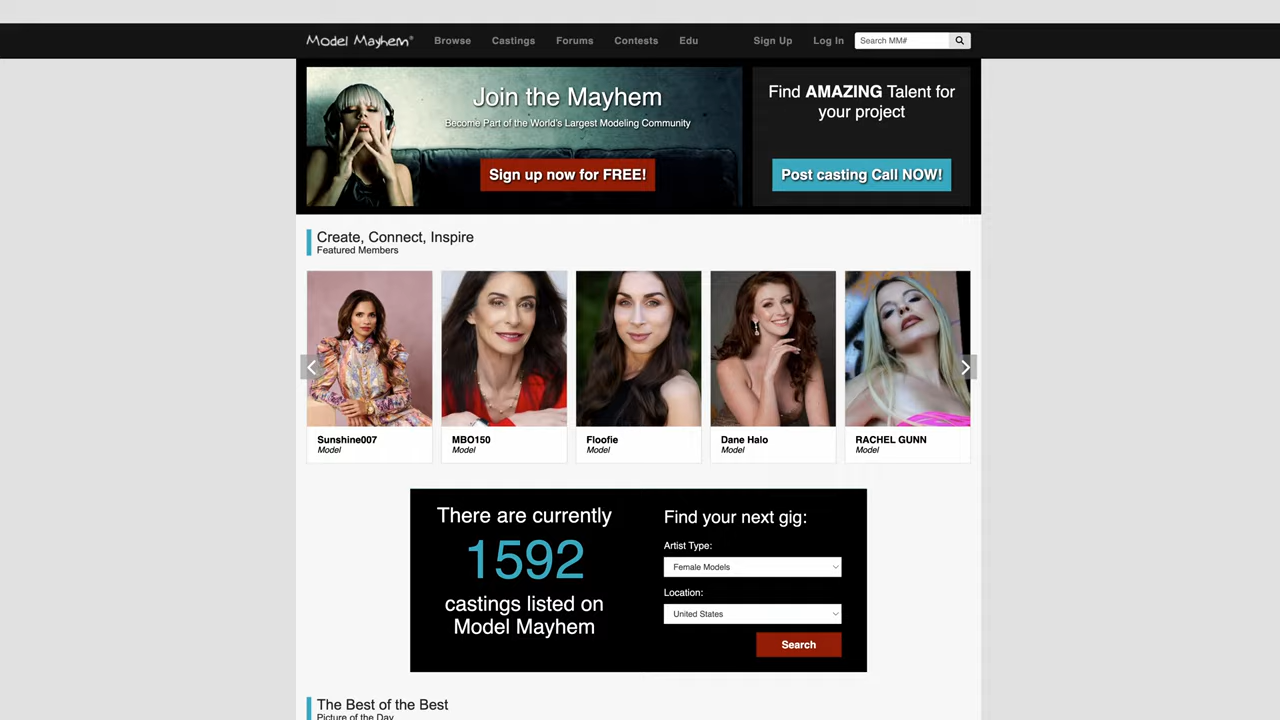 Model Mayhem®
Browse
Castings
Forums
Contests
Edu
Sign Up
Log In
Search MM#
Join the Mayhem
Become Part of the World's Largest Modeling Community
Sign up now for FREE!
Find AMAZING Talent for
your project
Post casting Call NOW!
Create, Connect, Inspire
Featured Members
Sunshine007
Model
MBO150
Model
Floofie
Model
Dane Halo
Model
RACHEL GUNN
Model
There are currently
1592
castings listed on
Model Mayhem
Find your next gig:
Artist Type:
Female Models
Location:
United States
Search
The Best of the Best
Picture of the Day